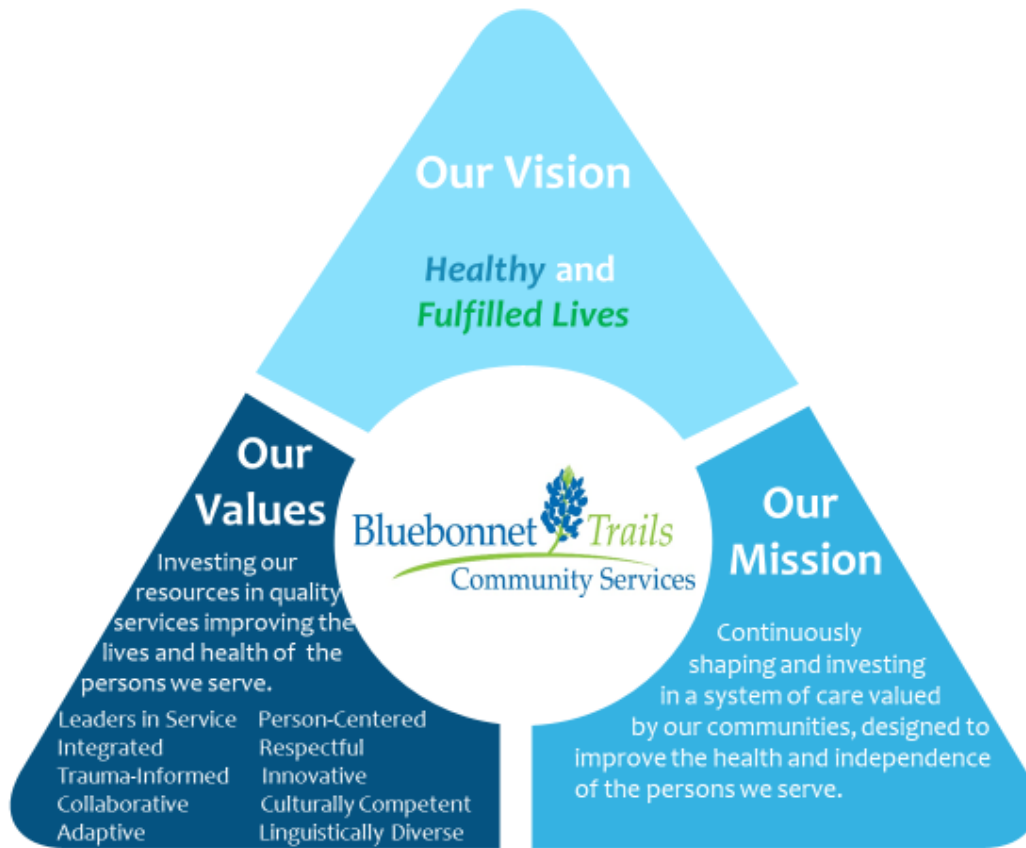 Our Vision
Healthy and
Fulfilled Lives
Our
Values
Investing our
resources in quality
services improving the
lives and health of the
persons we serve.
Leaders in Service Person-Centered
Integrated Respectful
Trauma-Informed Innovative
Collaborative Culturally Competent
Adaptive Linguistically Diverse
Bluebonnet Trails
Community Services
Our
Mission
Continuously
shaping and investing
in a system of care valued
by our communities, designed to
improve the health and independence
of the persons we serve.